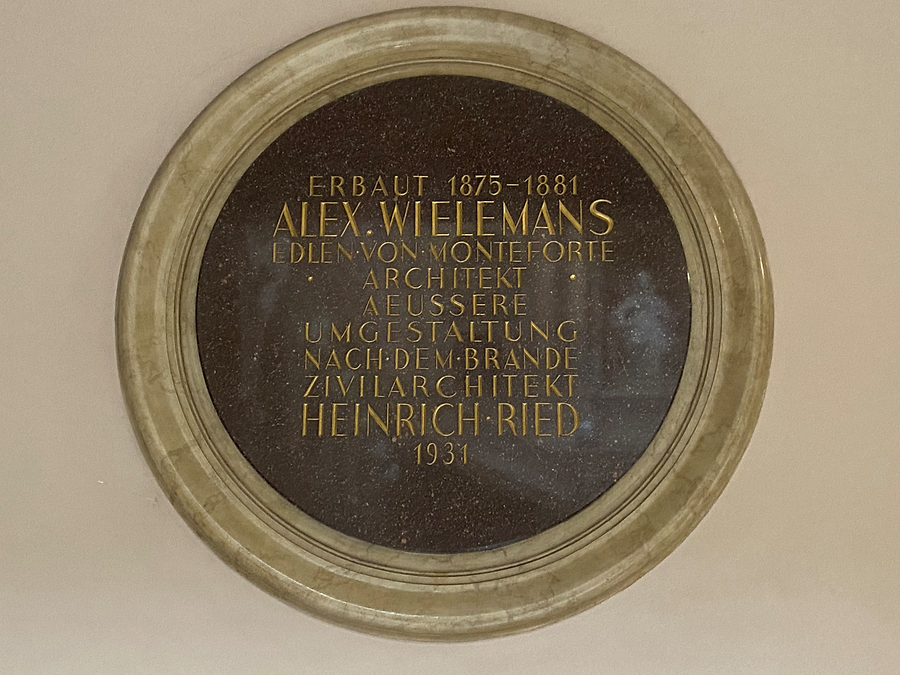 ERBAUT 1875-1881
ALEX. WIELEMANS
EDLEN·VON·MONTEFORTE
· ARCHITEKT ·
AEUSSERE
UMGESTALTUNG
NACH·DEM·BRANDE
ZIVILARCHITEKT
HEINRICH·RIED
1931